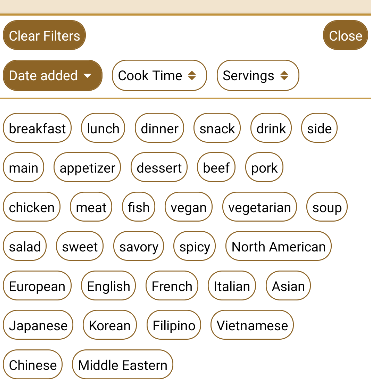 Clear Filters Close
Date added Cook Time Servings
breakfast lunch dinner snack drink side
main appetizer dessert beef pork
chicken meat fish vegan vegetarian soup
salad sweet savory spicy North American
European English French Italian Asian
Japanese Korean Filipino Vietnamese
Chinese Middle Eastern